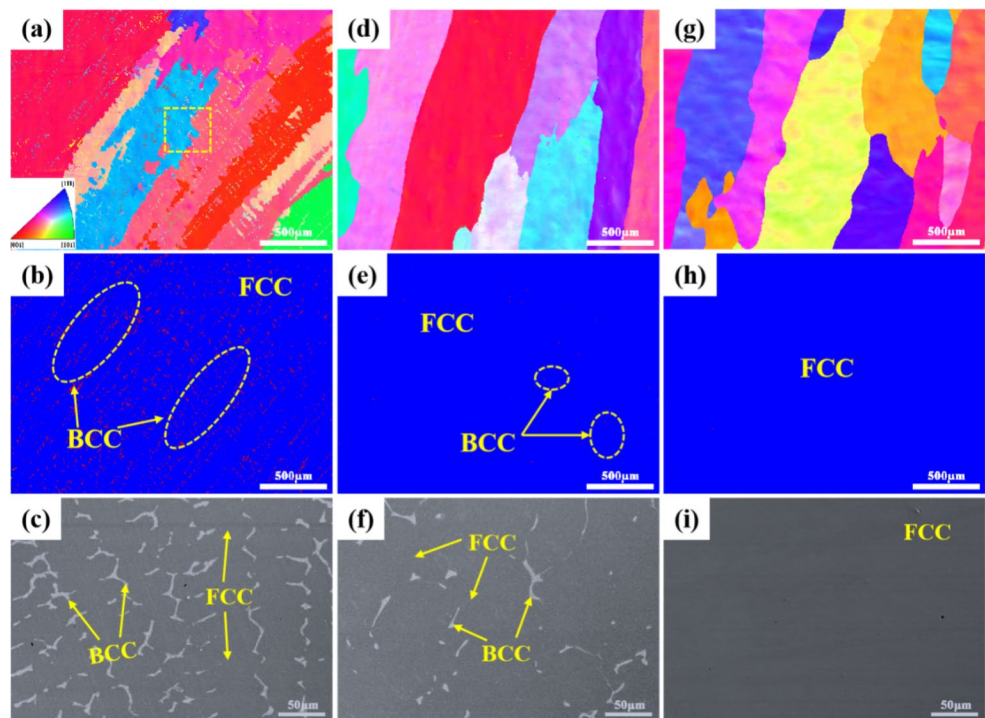 (a)
(d)
(g)
[111]
[001]
[101]
500μm
500μm
500μm
(b)
FCC
BCC
500μm
(e)
FCC
BCC
500μm
(h)
FCC
500μm
(c)
FCC
BCC
50μm
(f)
FCC
BCC
50μm
(i)
FCC
50μm